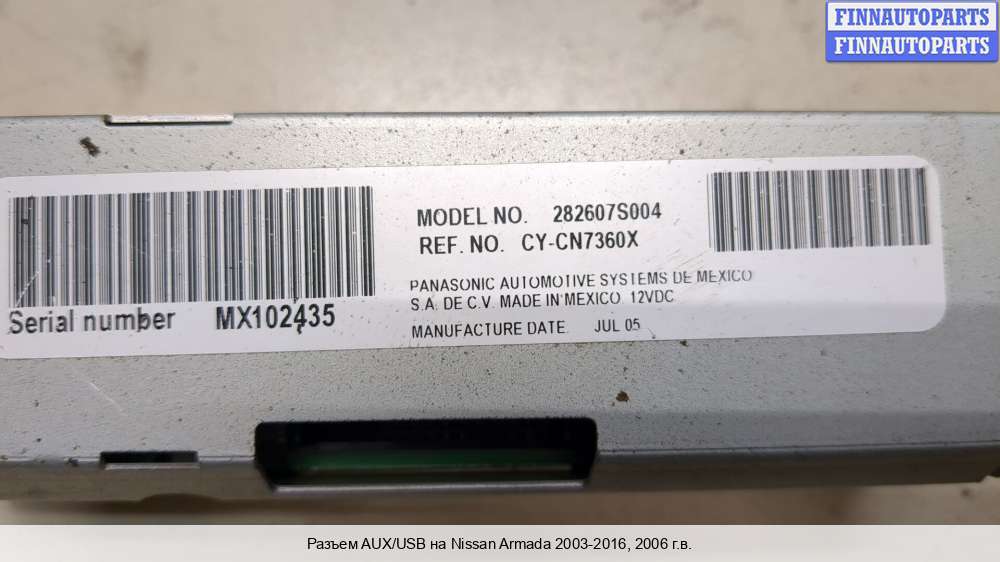 FINNAUTOPARTS
FINNAUTOPARTS
MODEL NO. 282607S004
REF. NO. CY-CN7360X
PANASONIC AUTOMOTIVE SYSTEMS DE MEXICO
S.A. DE C.V. MADE IN MEXICO 12VDC
Serial number MX102435
MANUFACTURE DATE JUL 05
Разъем AUX/USB на Nissan Armada 2003-2016, 2006 г.в.